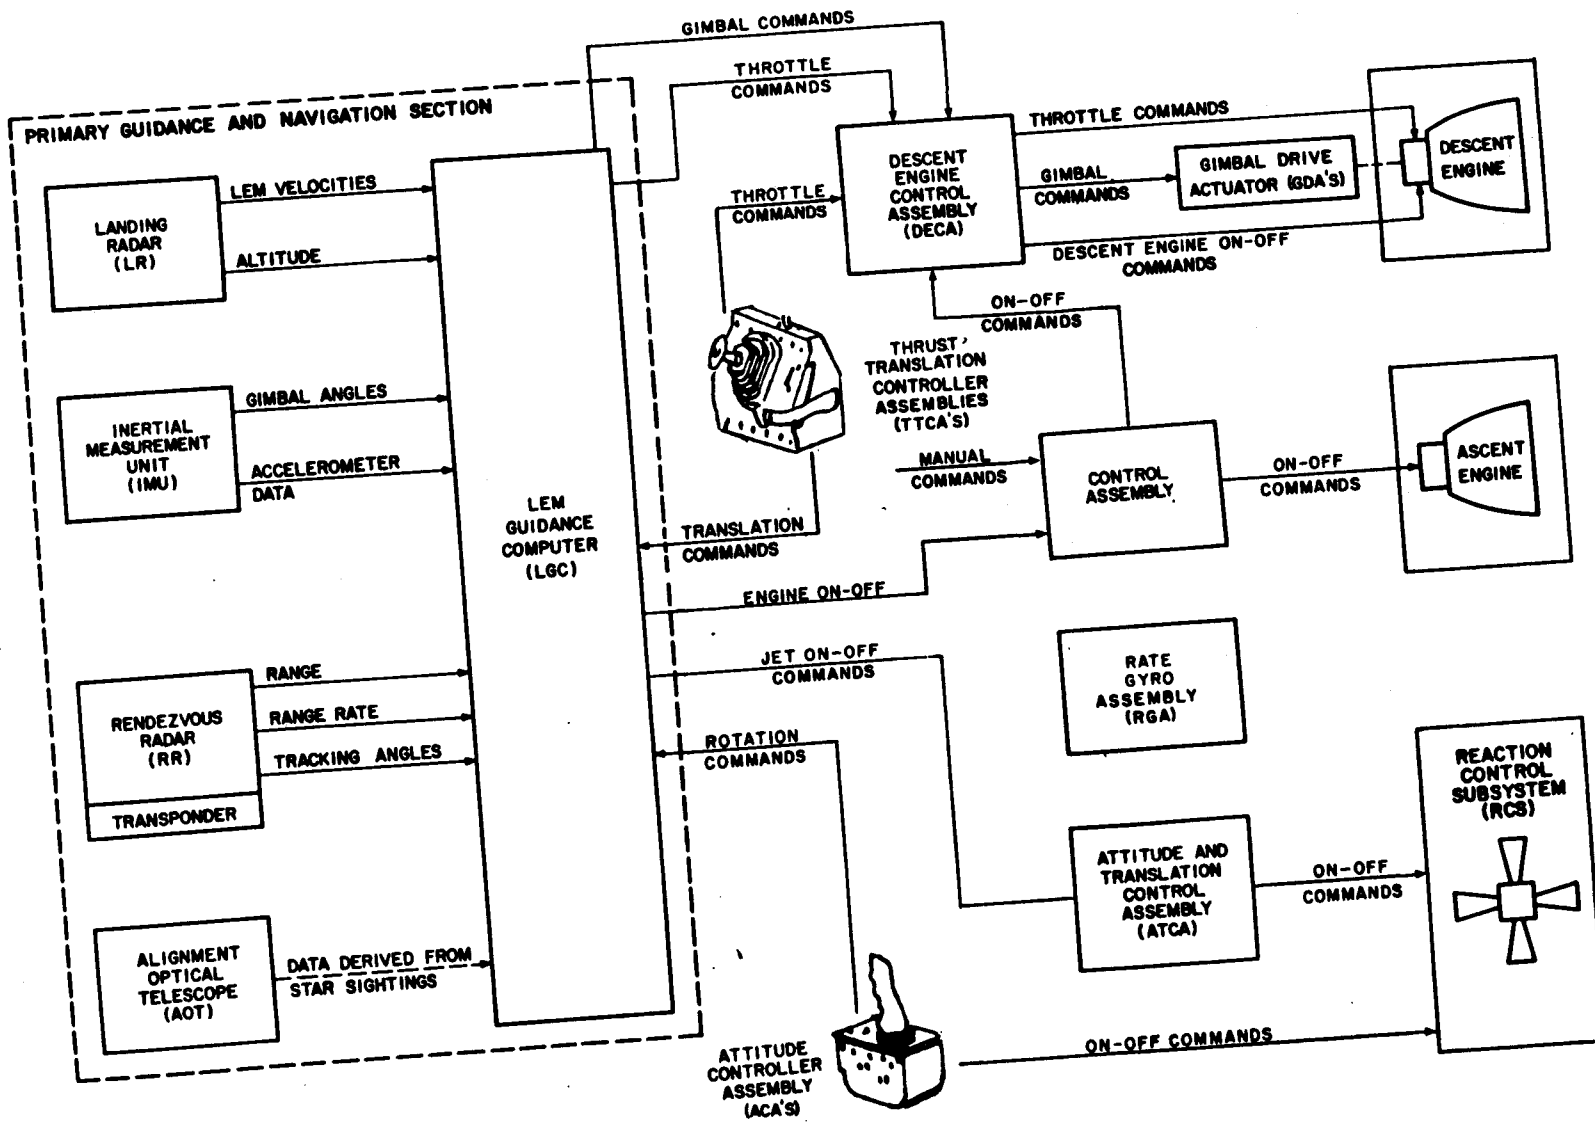 GIMBAL COMMANDS
THROTTLE
COMMANDS
PRIMARY GUIDANCE AND NAVIGATION SECTION
LANDING
RADAR
(LR)
LEM VELOCITIES
ALTITUDE
INERTIAL
MEASUREMENT
UNIT
(IMU)
GIMBAL ANGLES
ACCELEROMETER
DATA
RENDEZVOUS
RADAR
(RR)
TRANSPONDER
RANGE
RANGE RATE
TRACKING ANGLES
ALIGNMENT
OPTICAL
TELESCOPE
(AOT)
DATA DERIVED FROM
STAR SIGHTINGS
LEM
GUIDANCE
COMPUTER
(LGC)
THROTTLE
COMMANDS
DESCENT
ENGINE
CONTROL
ASSEMBLY
(DECA)
THROTTLE COMMANDS
GIMBAL
COMMANDS
GIMBAL DRIVE
ACTUATOR (GDA'S)
DESCENT
ENGINE
DESCENT ENGINE ON-OFF
COMMANDS
ON-OFF
COMMANDS
THRUST,
TRANSLATION
CONTROLLER
ASSEMBLIES
(TTCA'S)
MANUAL
COMMANDS
CONTROL
ASSEMBLY
ON-OFF
COMMANDS
ASCENT
ENGINE
TRANSLATION
COMMANDS
ENGINE ON-OFF
JET ON-OFF
COMMANDS
ROTATION
COMMANDS
RATE
GYRO
ASSEMBLY
(RGA)
ATTITUDE AND
TRANSLATION
CONTROL
ASSEMBLY
(ATCA)
ON-OFF
COMMANDS
REACTION
CONTROL
SUBSYSTEM
(RCS)
ATTITUDE
CONTROLLER
ASSEMBLY
(ACA'S)
ON-OFF COMMANDS